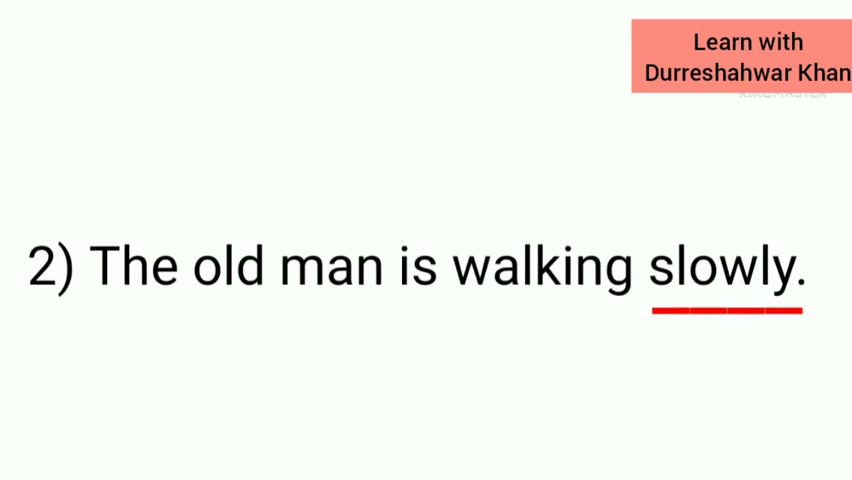 Learn with
Durreshahwar Khan
2) The old man is walking slowly.